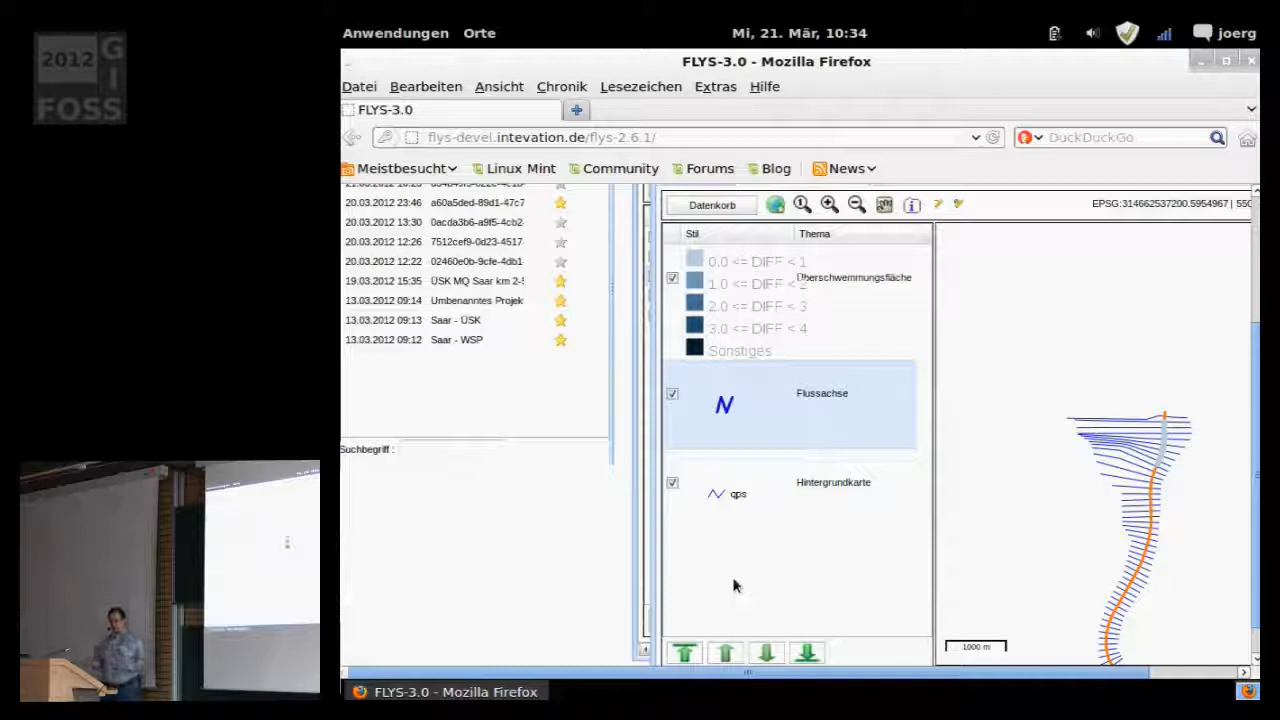 2012
GI
FOSS
Anwendungen Orte
Mi, 21. Mär, 10:34
joerg
FLYS-3.0 - Mozilla Firefox
Datei Bearbeiten Ansicht Chronik Lesezeichen Extras Hilfe
FLYS-3.0
flys-devel.intevation.de/flys-2.6.1/
DuckDuckGo
Meistbesucht Linux Mint Community Forums Blog News
Datenkorb
EPSG:314662537200.5954967 | 550
20.03.2012 23:46 a60a5ded-89d1-47c7
20.03.2012 13:30 0acda3b6-a9f5-4cb2-
20.03.2012 12:26 7512cef9-0d23-4517-
20.03.2012 12:22 02460e0b-9cfe-4db1-
19.03.2012 15:35 ÜSK MQ Saar km 2-5
13.03.2012 09:14 Umbenanntes Projek
13.03.2012 09:13 Saar - ÜSK
13.03.2012 09:12 Saar - WSP
Suchbegriff :
Stil Thema
0.0 <= DIFF < 1
Überschwemmungsfläche
1.0 <= DIFF < 2
2.0 <= DIFF < 3
3.0 <= DIFF < 4
Sonstiges
Flussachse
Hintergrundkarte
qps
1000 m
FLYS-3.0 - Mozilla Firefox